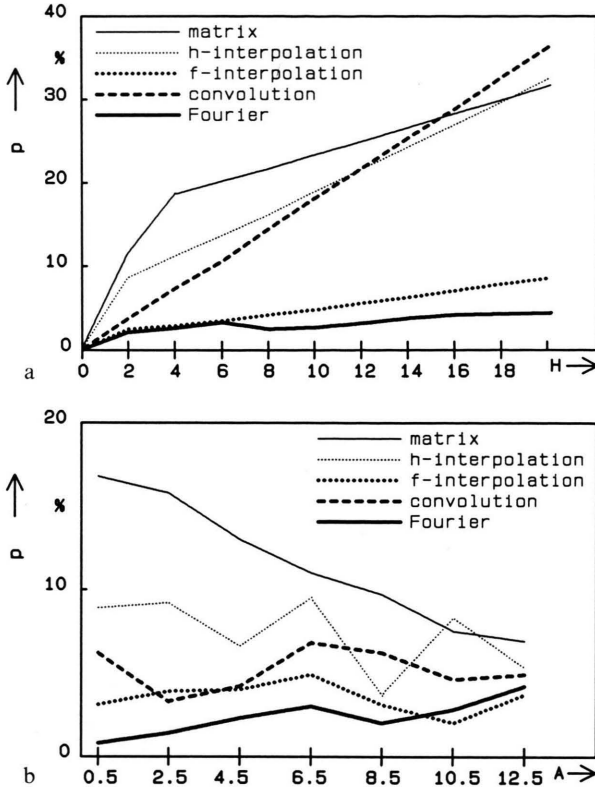 40
%
30
20
10
0
p
matrix
h-interpolation
f-interpolation
convolution
Fourier
0 2 4 6 8 10 12 14 16 18 H
a
20
%
10
0
p
matrix
h-interpolation
f-interpolation
convolution
Fourier
0.5 2.5 4.5 6.5 8.5 10.5 12.5 A
b